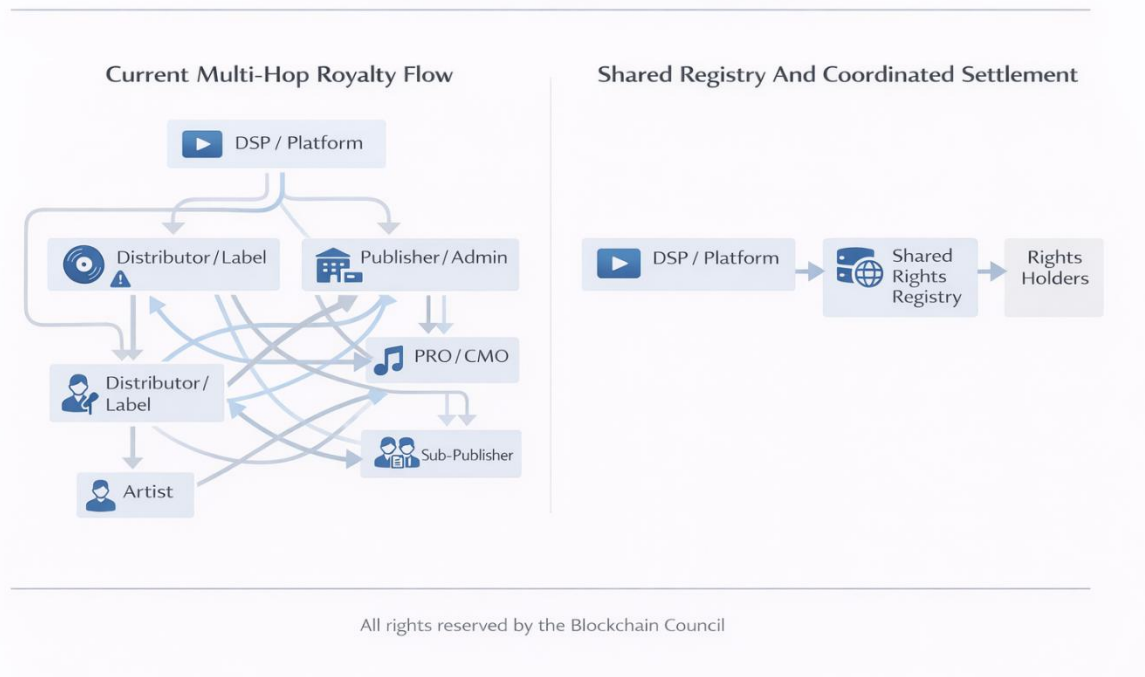 Current Multi-Hop Royalty Flow
DSP / Platform
Distributor/Label
Publisher/Admin
PRO/CMO
Distributor/
Label
Sub-Publisher
Artist
Shared Registry And Coordinated Settlement
DSP / Platform
Shared
Rights
Registry
Rights
Holders
All rights reserved by the Blockchain Council